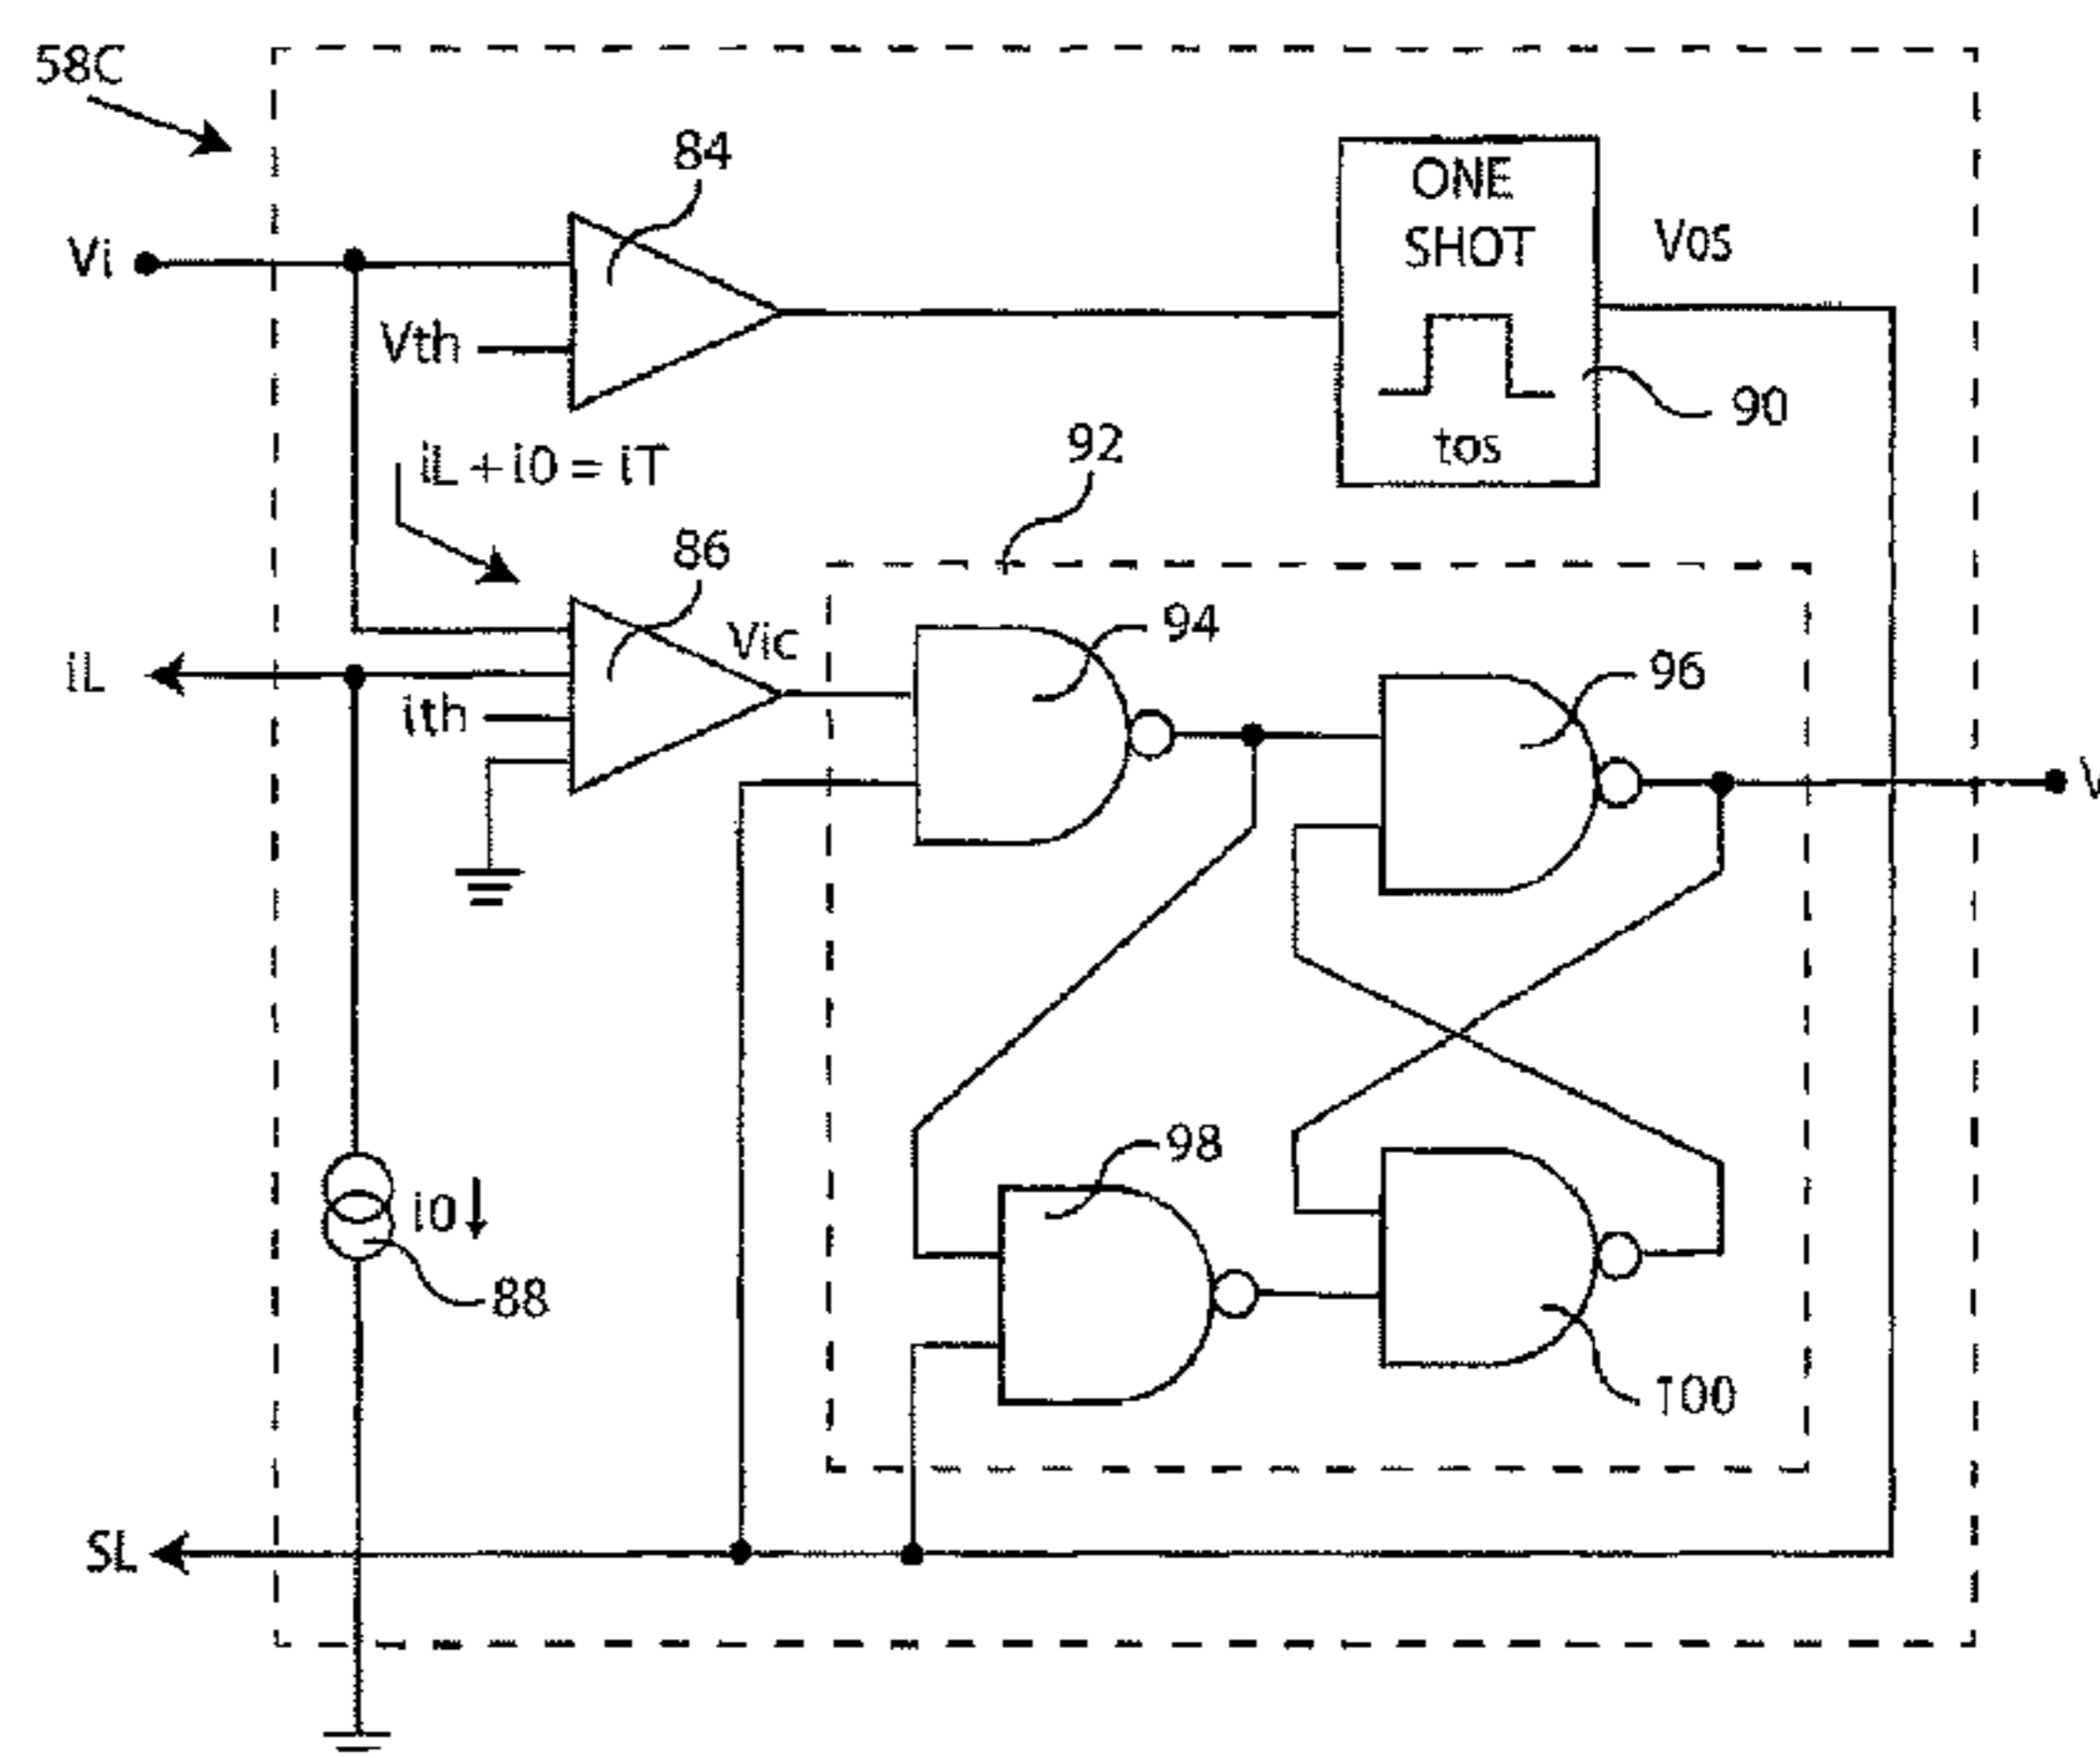 58C
84
ONE
SHOT
Vos
Vi
Vth
tos
90
92
iL + i0 = iT
86
Vic
94
96
iL
ith
V
98
i0
88
100
SL